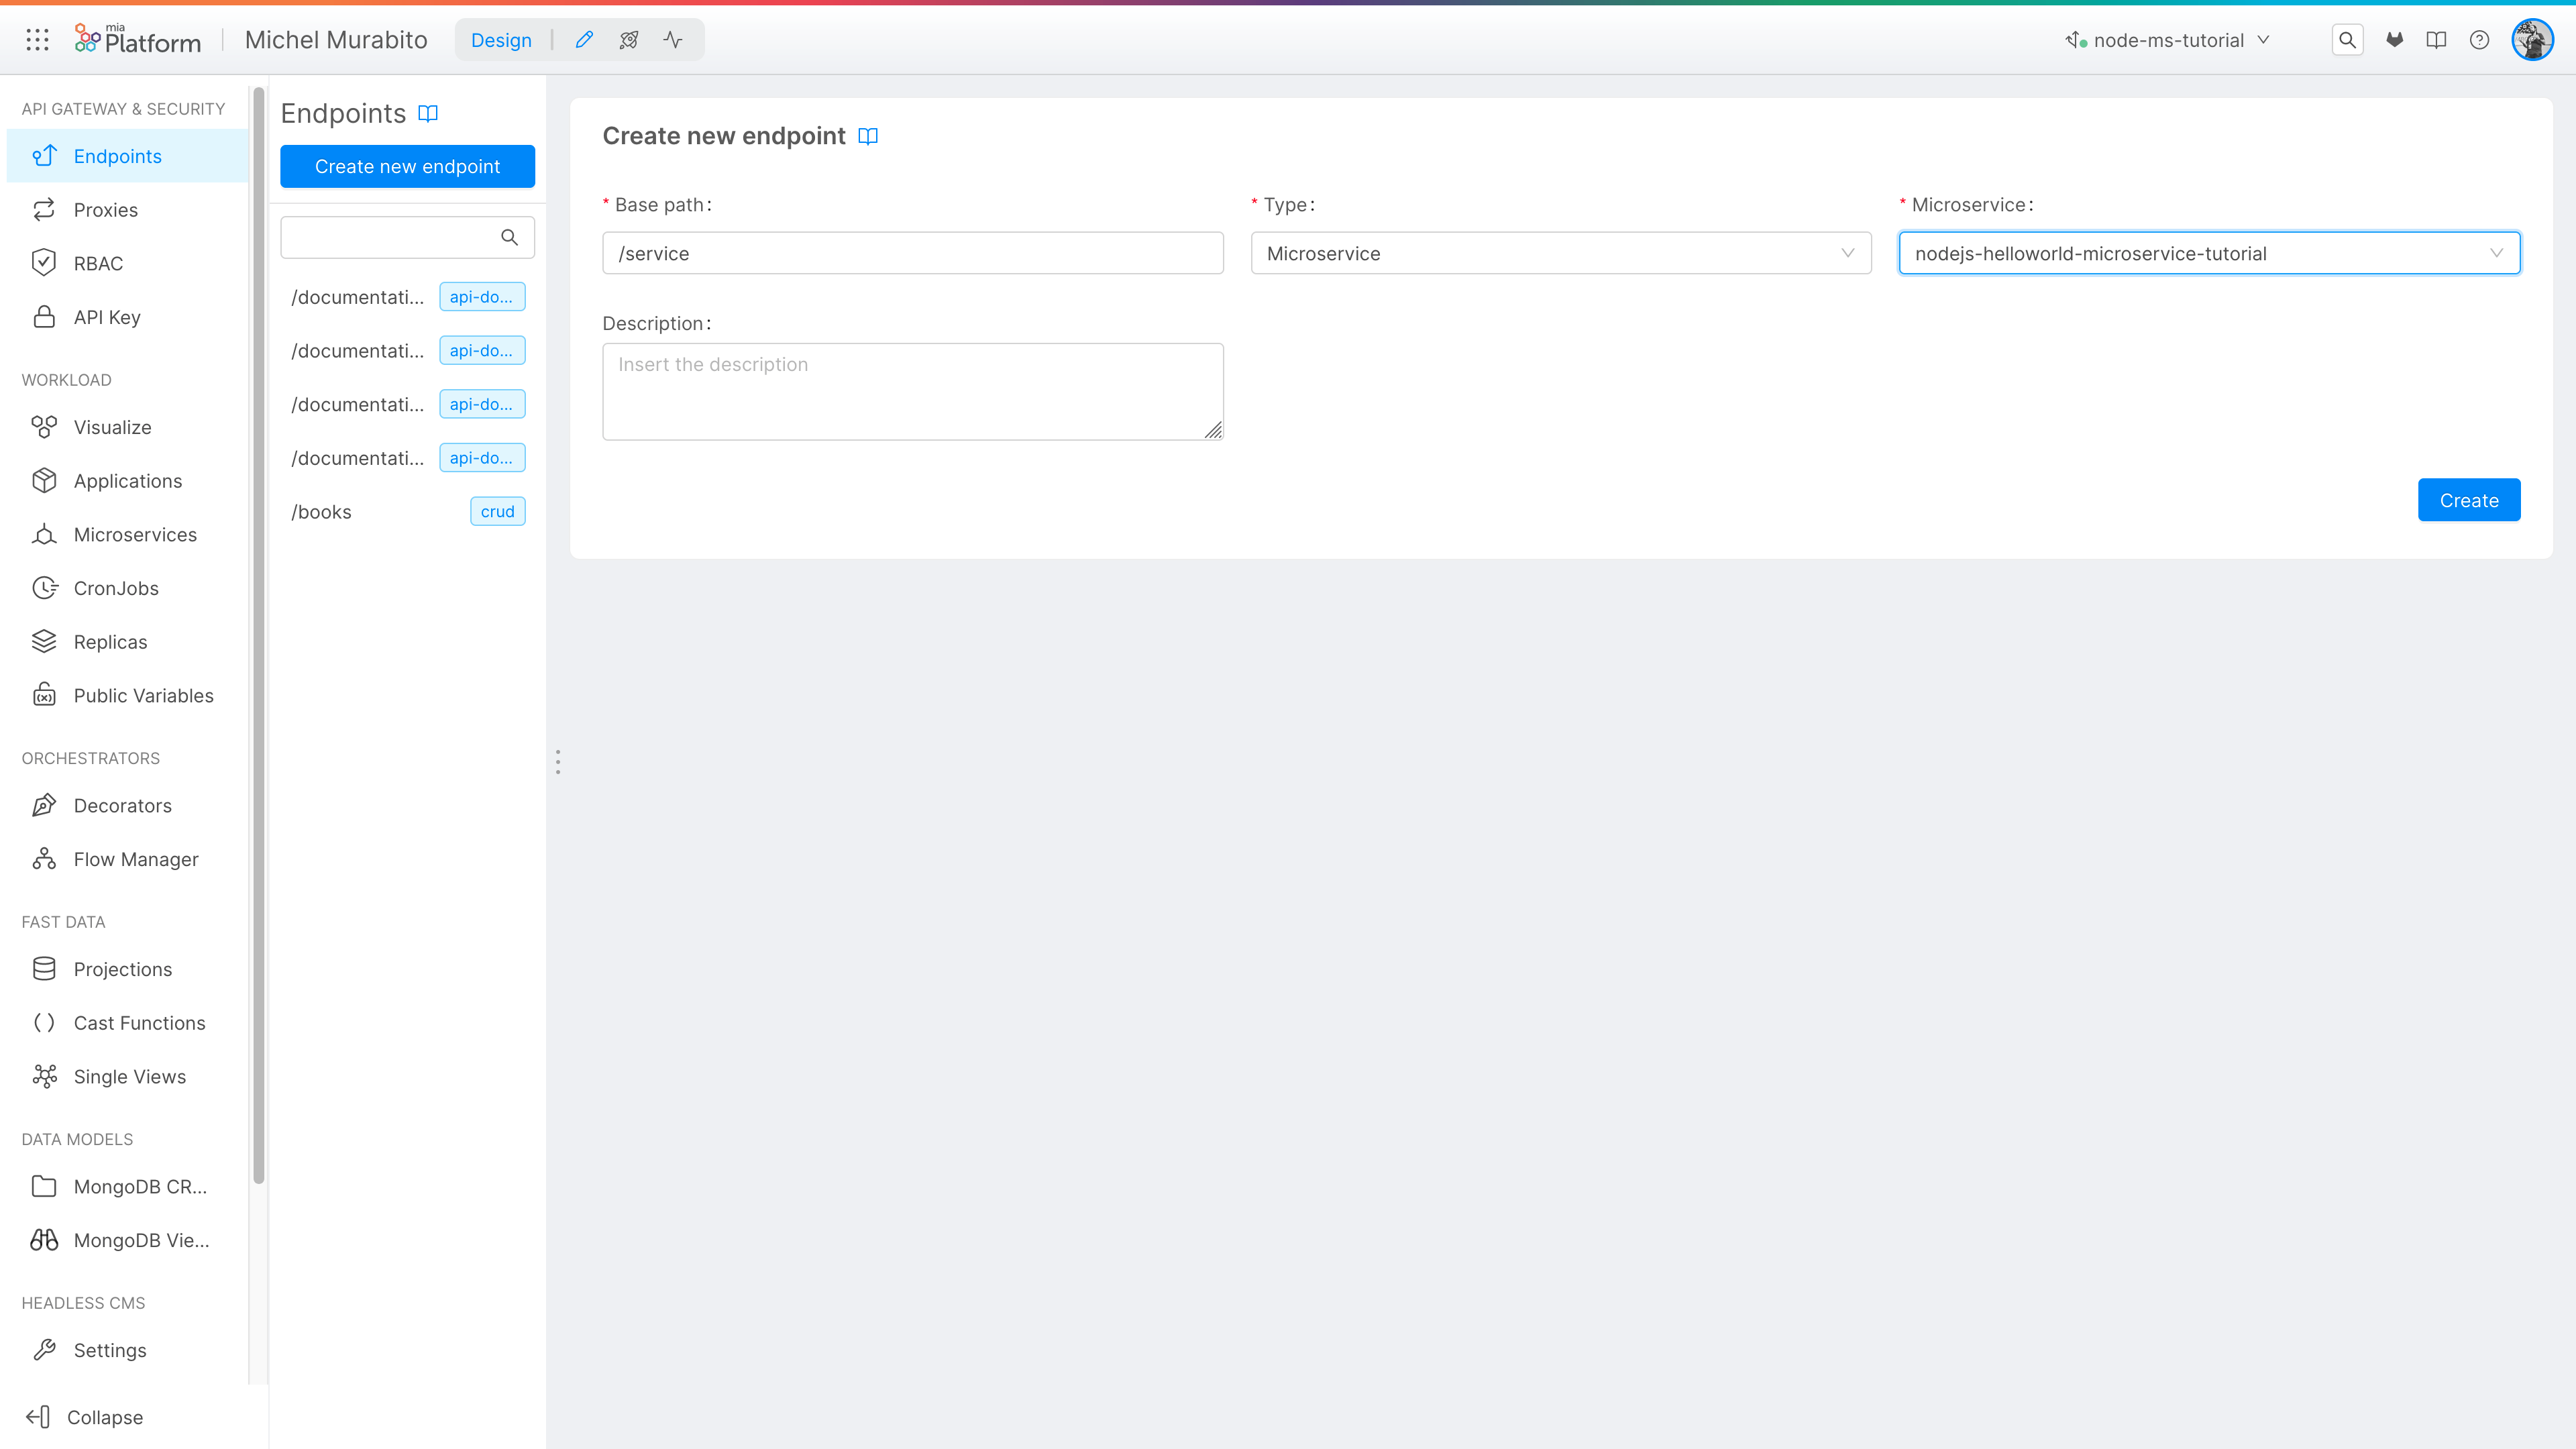 mia
Platform
Michel Murabito
Design
node-ms-tutorial
API GATEWAY & SECURITY
Endpoints
Proxies
RBAC
API Key
WORKLOAD
Visualize
Applications
Microservices
CronJobs
Replicas
Public Variables
ORCHESTRATORS
Decorators
Flow Manager
FAST DATA
Projections
Cast Functions
Single Views
DATA MODELS
MongoDB CR...
MongoDB Vie...
HEADLESS CMS
Settings
Collapse
Endpoints
Create new endpoint
/documentati... api-do...
/documentati... api-do...
/documentati... api-do...
/documentati... api-do...
/books crud
Create new endpoint
* Base path:
/service
* Type:
Microservice
* Microservice:
nodejs-helloworld-microservice-tutorial
Description:
Insert the description
Create